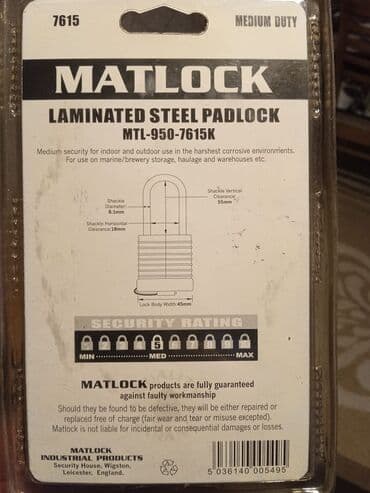 7615
MEDIUM DUTY
MATLOCK
LAMINATED STEEL PADLOCK
MTL-950-7615K
Medium security for indoor and outdoor use in the harshest corrosive environments.
For use on marine/brewery storage, haulage and warehouses etc.
Shackle Vertical
Clearance:
55mm
Shackle
Diameter:
8.1mm
Shackle Horizontal
Clearance: 18mm
Lock Body Width: 45mm
SECURITY RATING
5
MIN MED MAX
MATLOCK products are fully guaranteed
against faulty workmanship
Should they be found to be defective, they will be either repaired or
replaced free of charge (fair wear and tear or misuse excepted).
Matlock is not liable for incidental or consequential damages or losses.
MATLOCK
INDUSTRIAL PRODUCTS
Security House, Wigston,
Leicester, England.
5 036140 005495